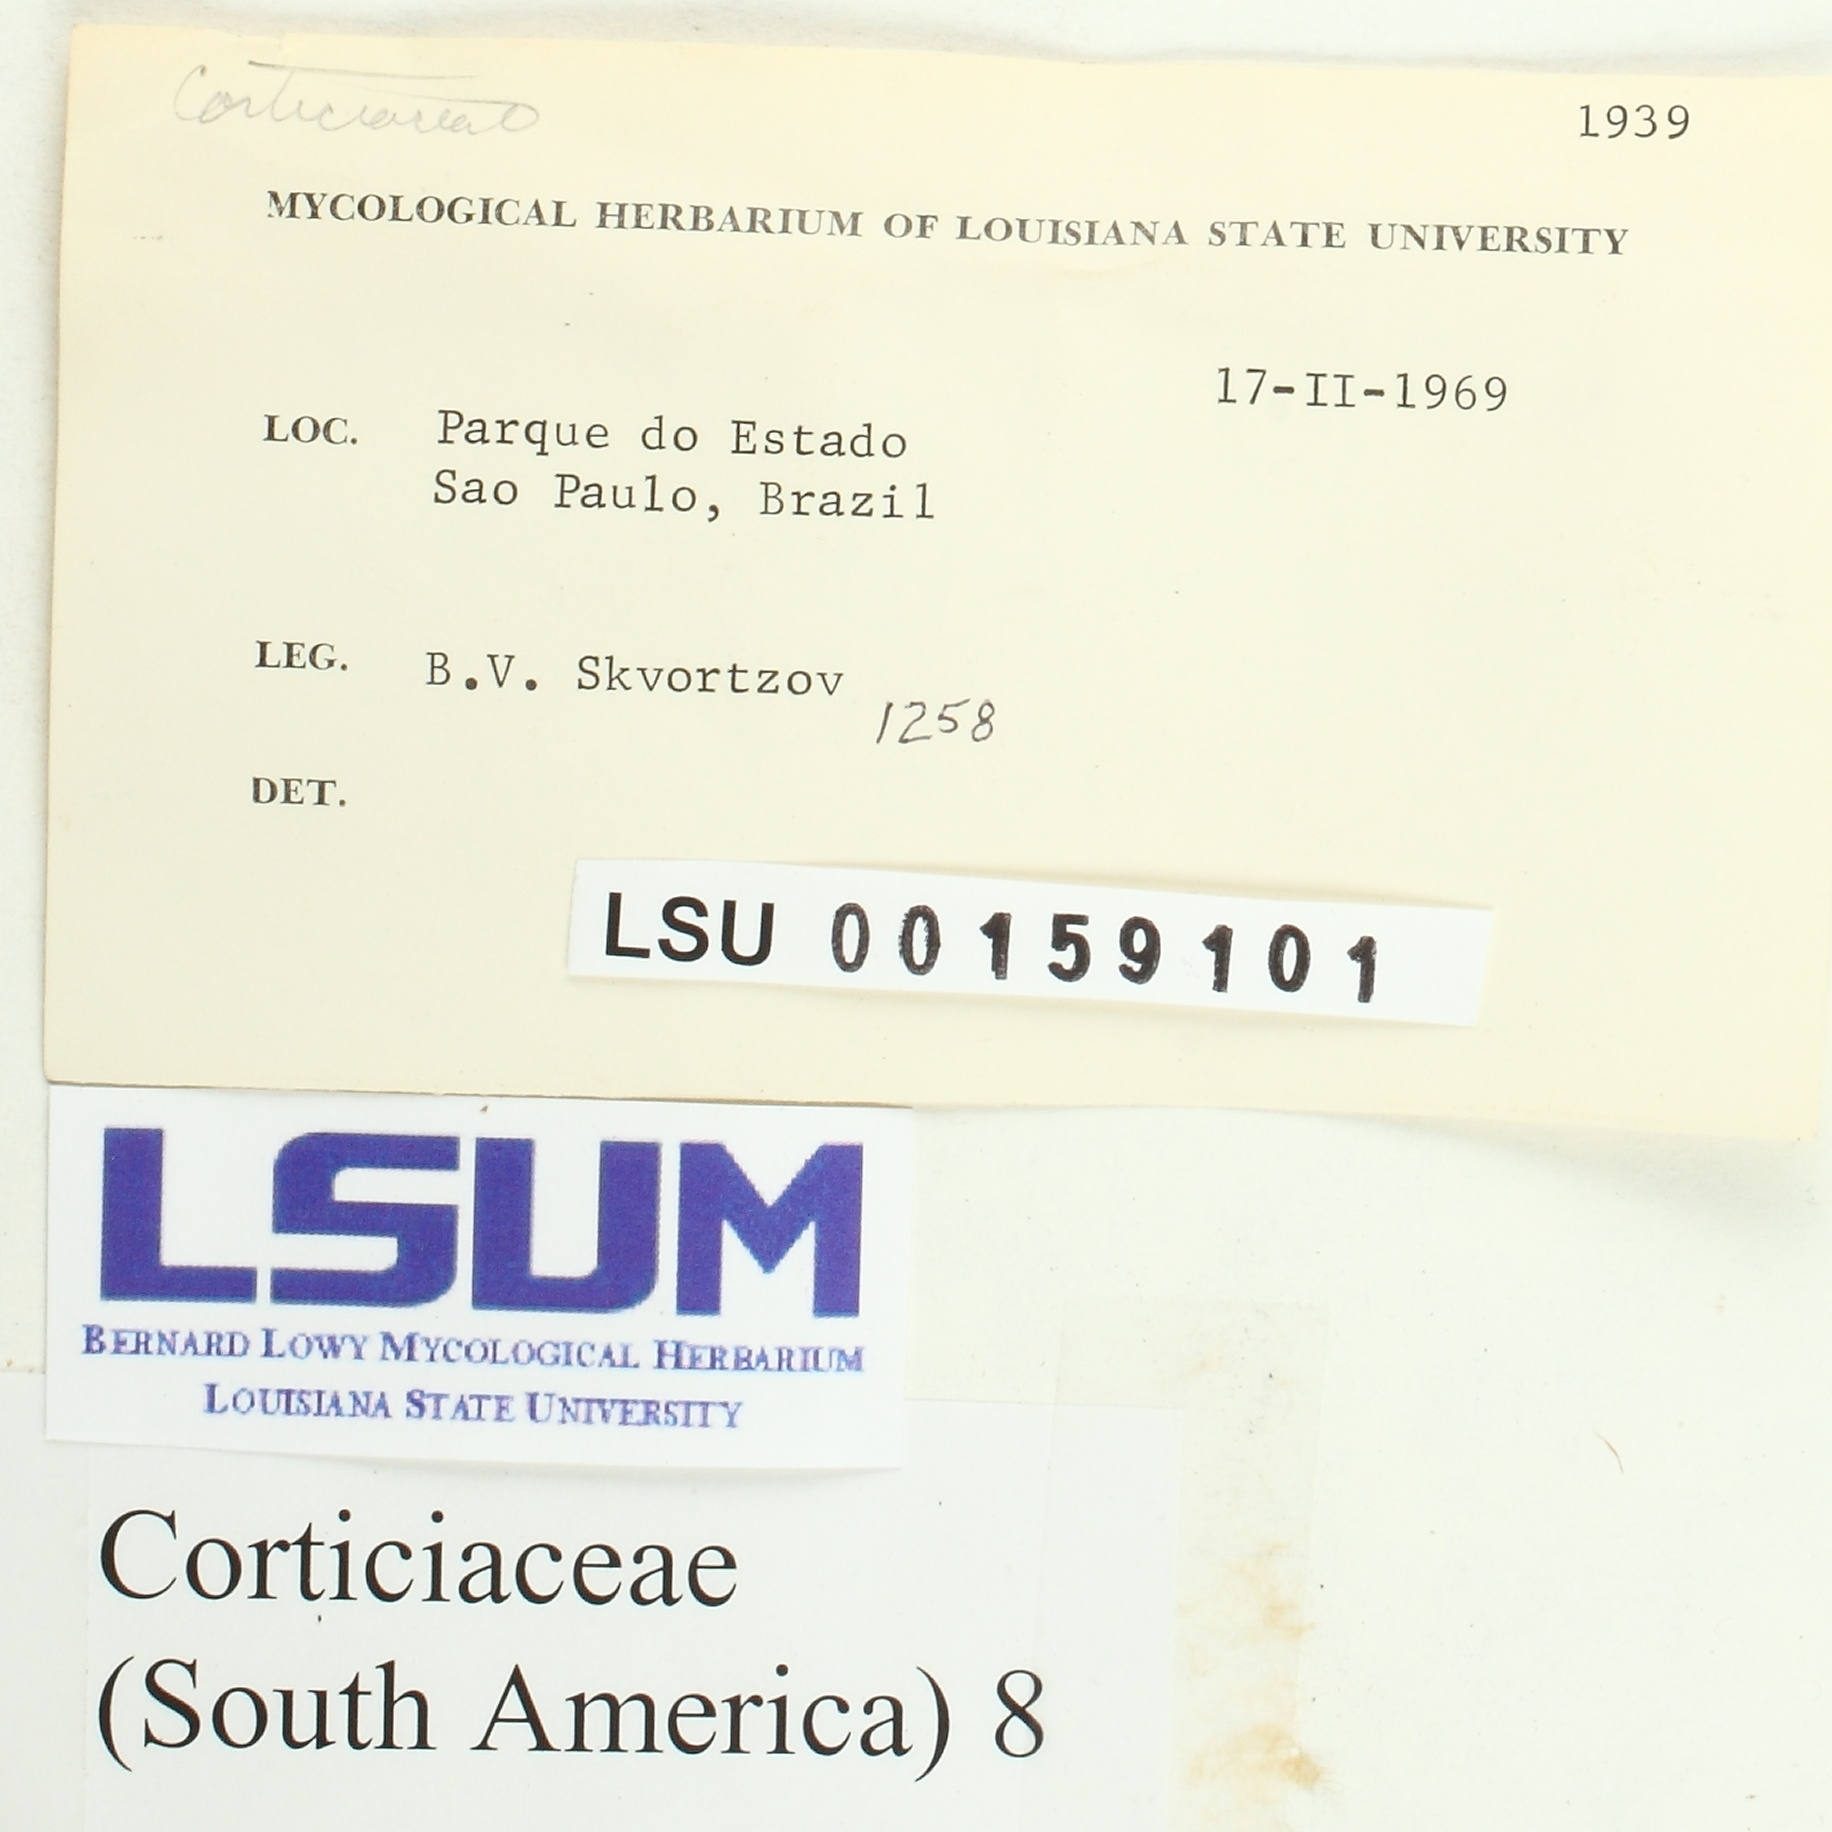 Corticiaceae
1939
MYCOLOGICAL HERBARIUM OF LOUISIANA STATE UNIVERSITY
17-II-1969
LOC. Parque do Estado
Sao Paulo, Brazil
LEG. B.V. Skvortzov
1258
DET.
LSU 00159101
LSUM
BERNARD LOWY MYCOLOGICAL HERBARIUM
LOUISIANA STATE UNIVERSITY
Corticiaceae
(South America) 8